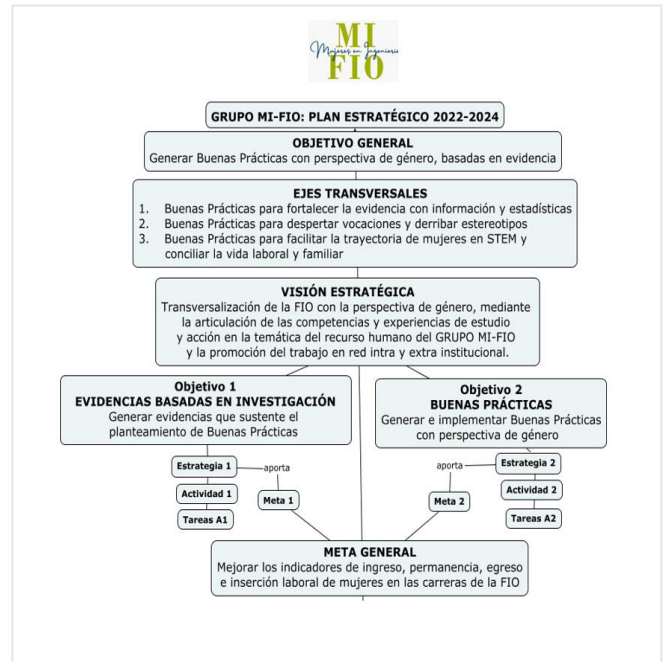 MI
Mujeres en Ingeniería
FIO
GRUPO MI-FIO: PLAN ESTRATÉGICO 2022-2024
OBJETIVO GENERAL
Generar Buenas Prácticas con perspectiva de género, basadas en evidencia
EJES TRANSVERSALES
1. Buenas Prácticas para fortalecer la evidencia con información y estadísticas
2. Buenas Prácticas para despertar vocaciones y derribar estereotipos
3. Buenas Prácticas para facilitar la trayectoria de mujeres en STEM y
conciliar la vida laboral y familiar
VISIÓN ESTRATÉGICA
Transversalización de la FIO con la perspectiva de género, mediante
la articulación de las competencias y experiencias de estudio
y acción en la temática del recurso humano del GRUPO MI-FIO
y la promoción del trabajo en red intra y extra institucional.
Objetivo 1
EVIDENCIAS BASADAS EN INVESTIGACIÓN
Generar evidencias que sustente el
planteamiento de Buenas Prácticas
Objetivo 2
BUENAS PRÁCTICAS
Generar e implementar Buenas Prácticas
con perspectiva de género
Estrategia 1
aporta
Actividad 1
Meta 1
Tareas A1
aporta
Estrategia 2
Meta 2
Actividad 2
Tareas A2
META GENERAL
Mejorar los indicadores de ingreso, permanencia, egreso
e inserción laboral de mujeres en las carreras de la FIO